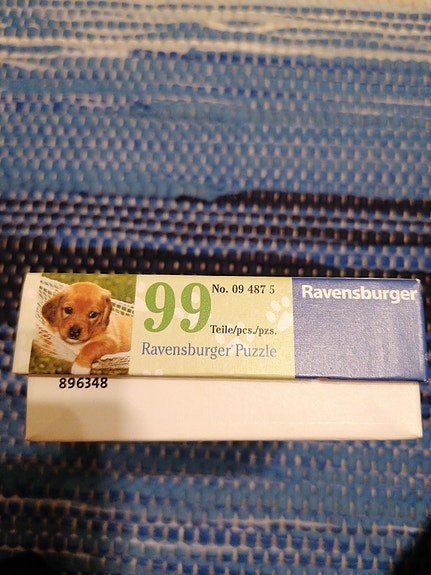 99
No. 09 487 5
Teile/pcs./pzs.
Ravensburger Puzzle
Ravensburger
896348